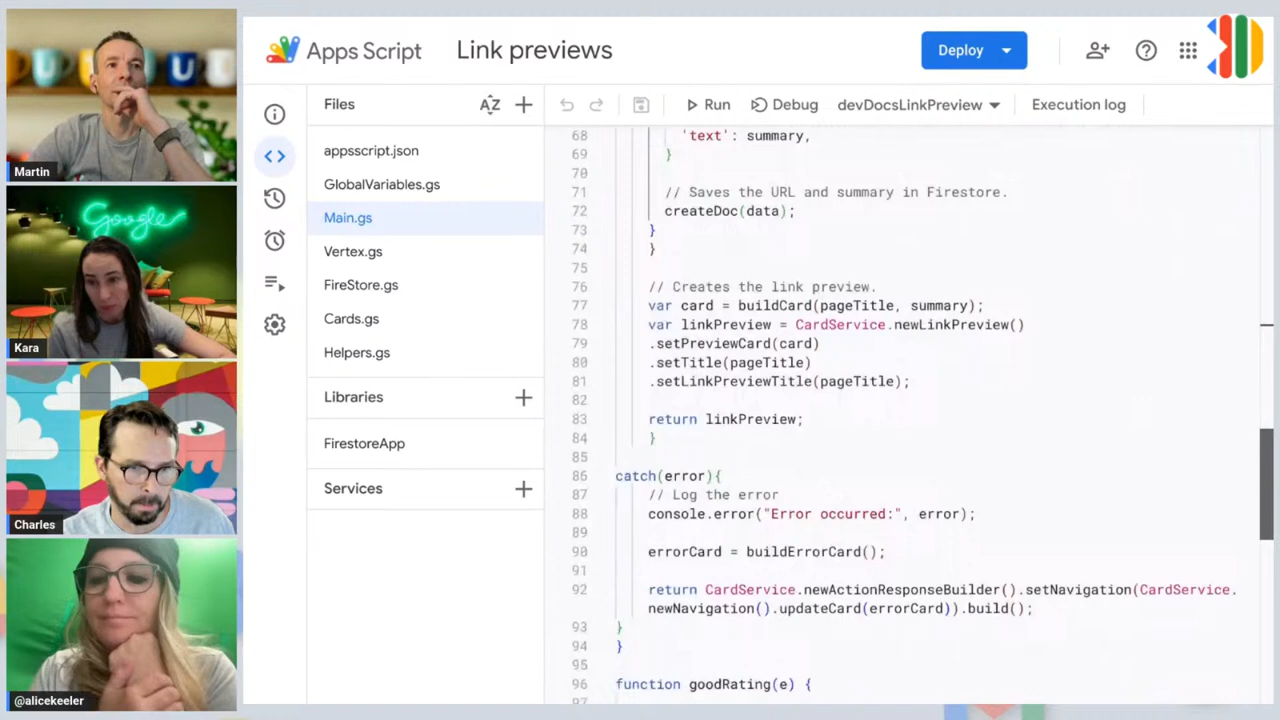 Martin
Google
Kara
Charles
@alicekeeler
Apps Script
Link previews
Deploy
Files
AZ
Run
Debug
devDocsLinkPreview
Execution log
appsscript.json
GlobalVariables.gs
Main.gs
Vertex.gs
FireStore.gs
Cards.gs
Helpers.gs
Libraries
FirestoreApp
Services
68 'text': summary,
69 }
70
71 // Saves the URL and summary in Firestore.
72 createDoc(data);
73 }
74 }
75
76 // Creates the link preview.
77 var card = buildCard(pageTitle, summary);
78 var linkPreview = CardService.newLinkPreview()
79 .setPreviewCard(card)
80 .setTitle(pageTitle)
81 .setLinkPreviewTitle(pageTitle);
82
83 return linkPreview;
84 }
85
86 catch(error){
87 // Log the error
88 console.error("Error occurred:", error);
89
90 errorCard = buildErrorCard();
91
92 return CardService.newActionResponseBuilder().setNavigation(CardService.
newNavigation().updateCard(errorCard)).build();
93 }
94 }
95
96 function goodRating(e) {
97